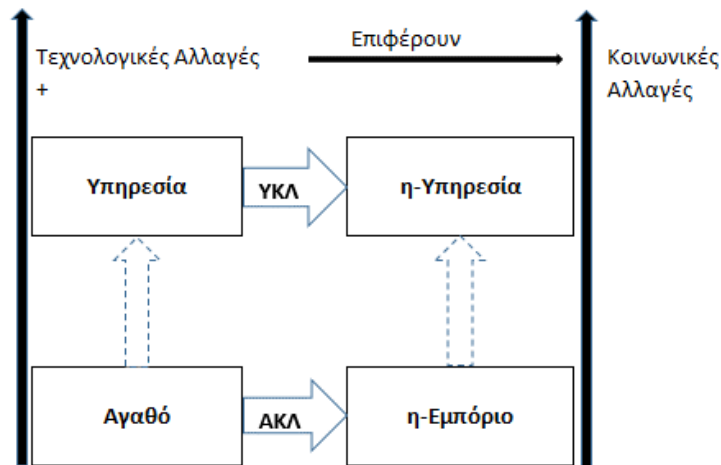 Τεχνολογικές Αλλαγές
+
Επιφέρουν
Κοινωνικές
Αλλαγές
Υπηρεσία
ΥΚΛ
η-Υπηρεσία
Αγαθό
ΑΚΛ
η-Εμπόριο